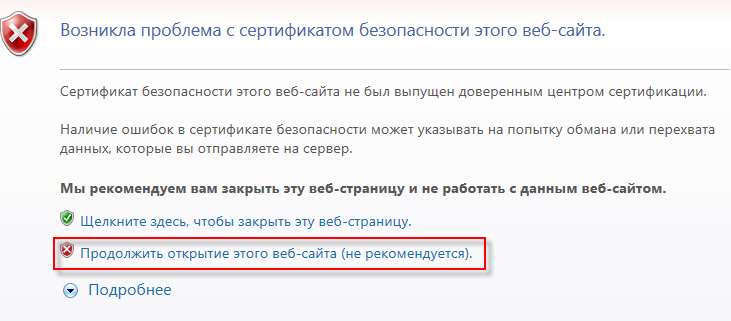 Возникла проблема с сертификатом безопасности этого веб-сайта.
Сертификат безопасности этого веб-сайта не был выпущен доверенным центром сертификации.
Наличие ошибок в сертификате безопасности может указывать на попытку обмана или перехвата
данных, которые вы отправляете на сервер.
Мы рекомендуем вам закрыть эту веб-страницу и не работать с данным веб-сайтом.
Щелкните здесь, чтобы закрыть эту веб-страницу.
Продолжить открытие этого веб-сайта (не рекомендуется).
Подробнее